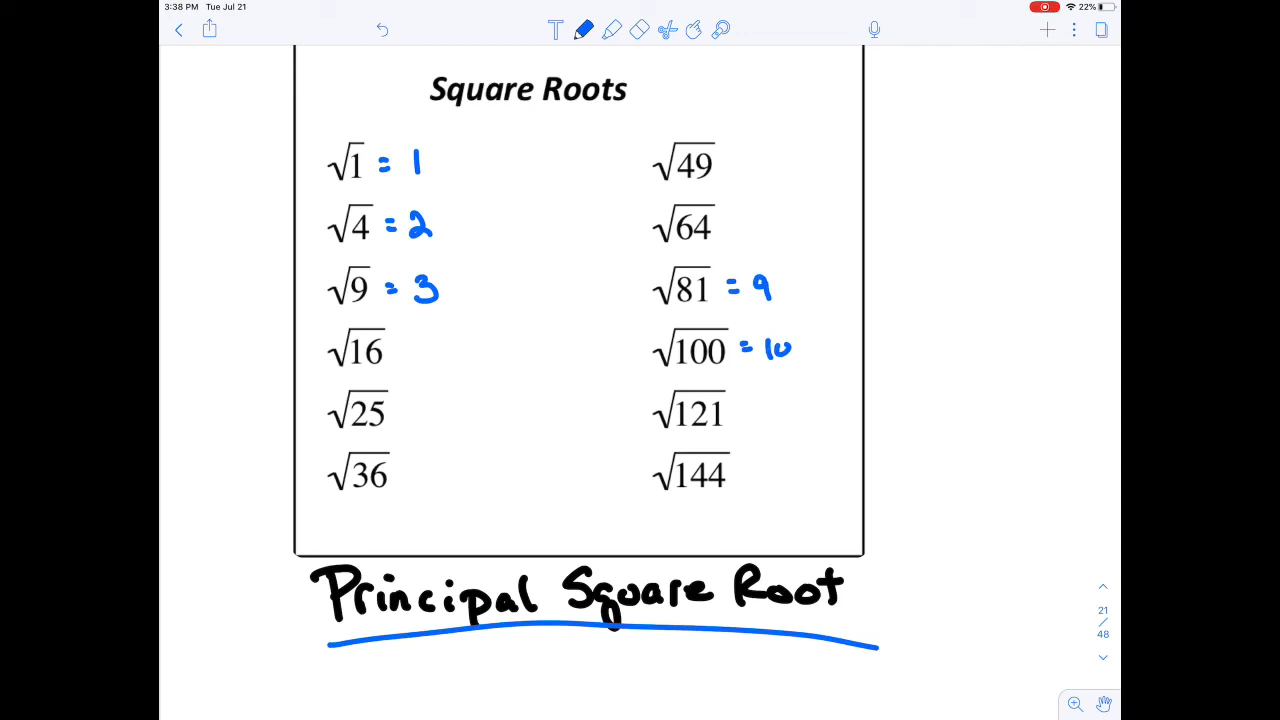 3:38 PM Tue Jul 21
22%
Square Roots
√1 = 1
√4 = 2
√9 = 3
√16
√25
√36
√49
√64
√81 = 9
√100 = 10
√121
√144
Principal Square Root
21
/
48